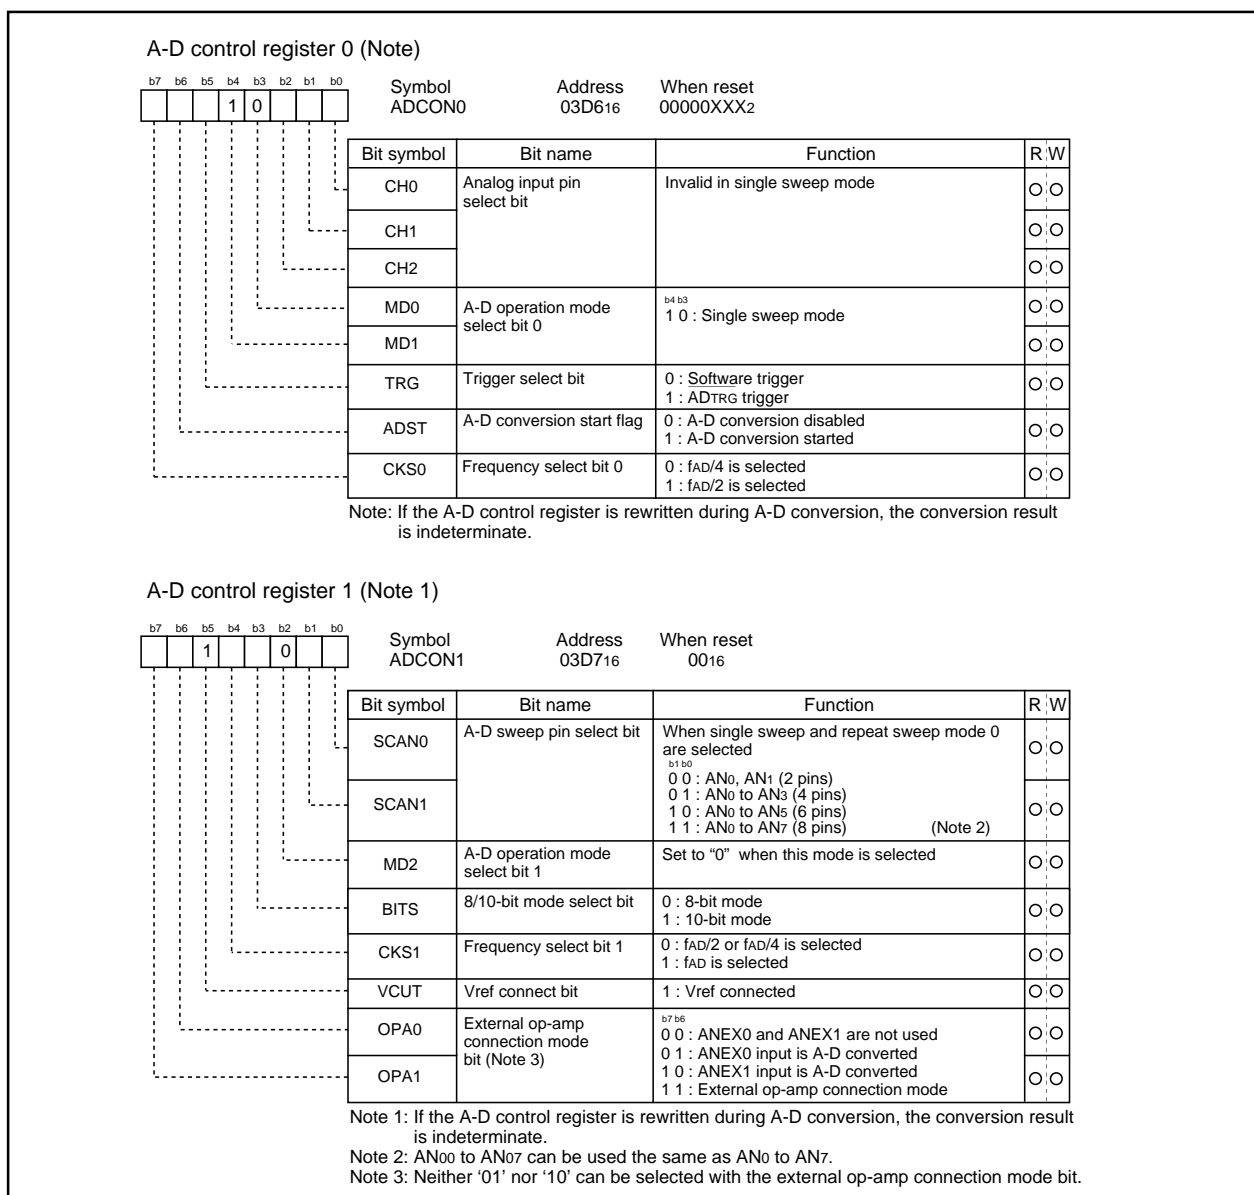 A-D control register 0 (Note)
b7 b6 b5 b4 b3 b2 b1 b0
Symbol Address When reset
1 0
ADCON0 03D616 00000XXX2
Bit symbol Bit name Function R W
CH0 Analog input pin Invalid in single sweep mode
select bit
CH1
CH2
MD0 A-D operation mode b4 b3
select bit 0 1 0 : Single sweep mode
MD1
TRG Trigger select bit 0 : Software trigger
1 : ADTRG trigger
ADST A-D conversion start flag 0 : A-D conversion disabled
1 : A-D conversion started
CKS0 Frequency select bit 0 0 : fAD/4 is selected
1 : fAD/2 is selected
Note: If the A-D control register is rewritten during A-D conversion, the conversion result
is indeterminate.
A-D control register 1 (Note 1)
b7 b6 b5 b4 b3 b2 b1 b0
Symbol Address When reset
1 0
ADCON1 03D716 0016
Bit symbol Bit name Function R W
SCAN0 A-D sweep pin select bit When single sweep and repeat sweep mode 0
are selected
b1 b0
0 0 : AN0, AN1 (2 pins)
0 1 : AN0 to AN3 (4 pins)
SCAN1 1 0 : AN0 to AN5 (6 pins)
1 1 : AN0 to AN7 (8 pins) (Note 2)
MD2 A-D operation mode Set to “0” when this mode is selected
select bit 1
BITS 8/10-bit mode select bit 0 : 8-bit mode
1 : 10-bit mode
CKS1 Frequency select bit 1 0 : fAD/2 or fAD/4 is selected
1 : fAD is selected
VCUT Vref connect bit 1 : Vref connected
OPA0 External op-amp b7 b6
connection mode 0 0 : ANEX0 and ANEX1 are not used
bit (Note 3) 0 1 : ANEX0 input is A-D converted
OPA1 1 0 : ANEX1 input is A-D converted
1 1 : External op-amp connection mode
Note 1: If the A-D control register is rewritten during A-D conversion, the conversion result
is indeterminate.
Note 2: AN00 to AN07 can be used the same as AN0 to AN7.
Note 3: Neither ‘01’ nor ‘10’ can be selected with the external op-amp connection mode bit.